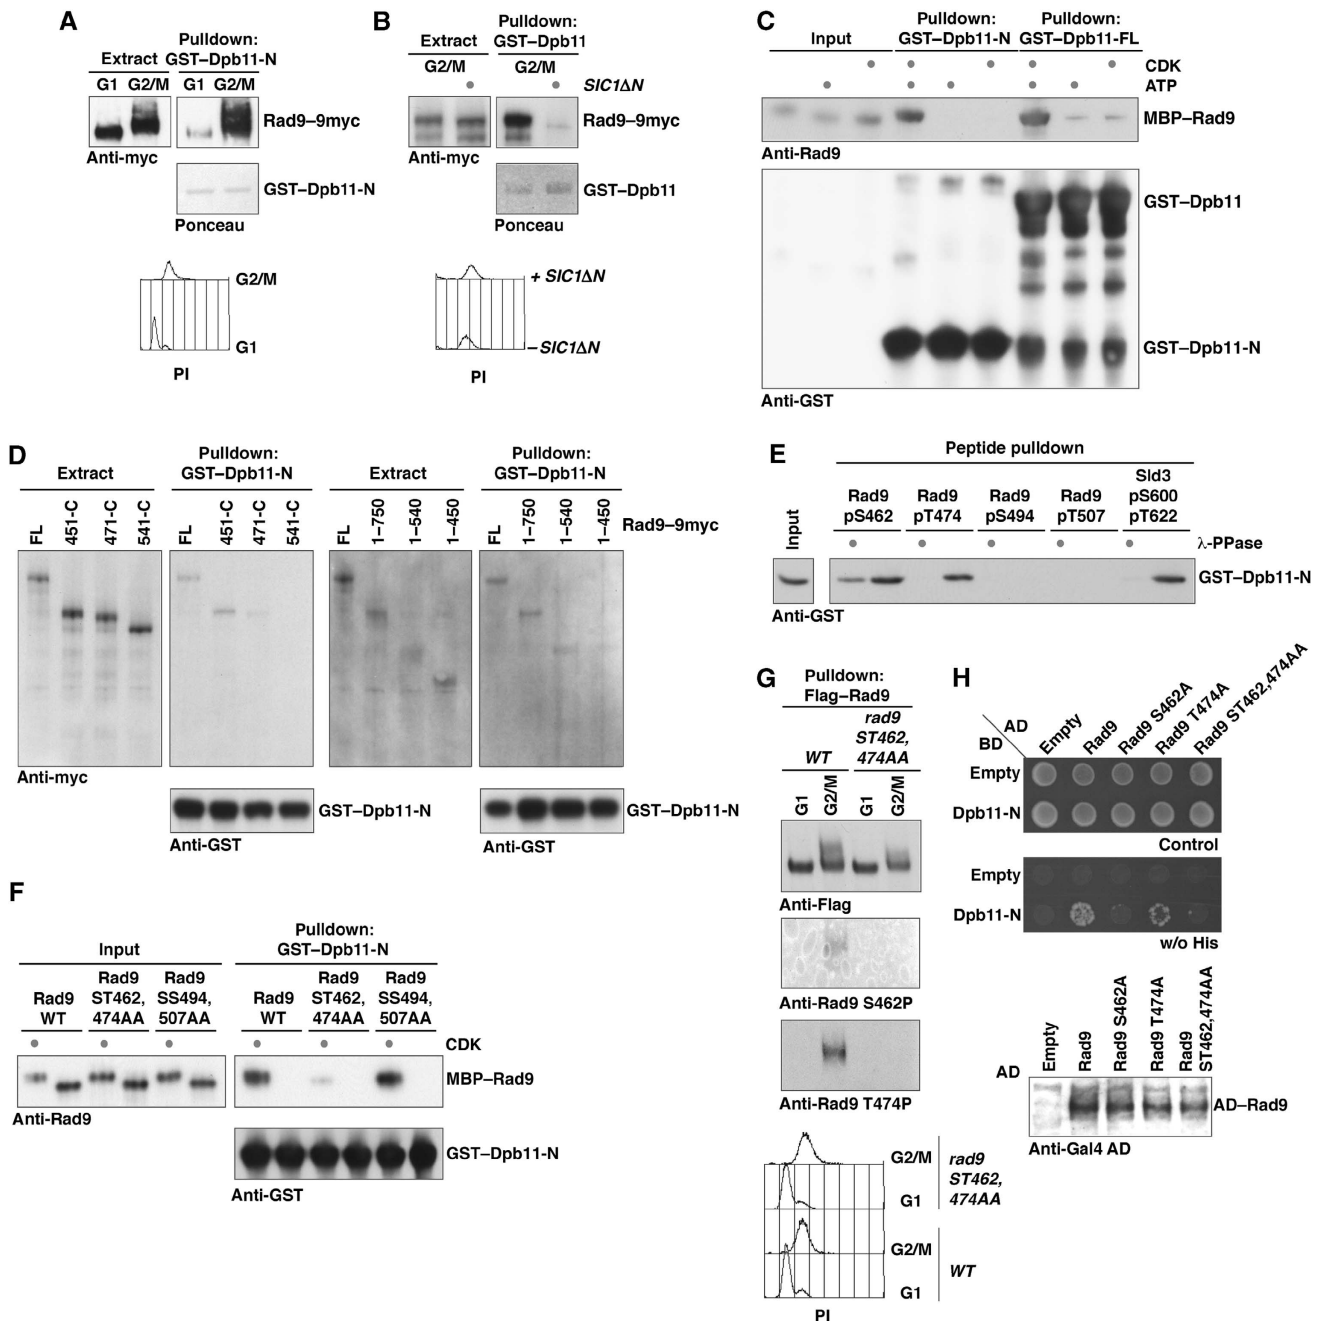 A
Pulldown:
Extract GST–Dpb11-N
G1 G2/M G1 G2/M
Rad9–9myc
Anti-myc
GST–Dpb11-N
Ponceau
G2/M
G1
PI
B
Pulldown:
Extract GST–Dpb11
G2/M G2/M
SIC1ΔN
Rad9–9myc
Anti-myc
GST–Dpb11
Ponceau
+ SIC1ΔN
– SIC1ΔN
PI
C
Pulldown: Pulldown:
Input GST–Dpb11-N GST–Dpb11-FL
CDK
ATP
MBP–Rad9
Anti-Rad9
GST–Dpb11
GST–Dpb11-N
Anti-GST
D
Pulldown: Pulldown:
Extract GST–Dpb11-N Extract GST–Dpb11-N
FL 451-C 471-C 541-C FL 451-C 471-C 541-C FL 1–750 1–540 1–450 FL 1–750 1–540 1–450 Rad9–9myc
Anti-myc
GST–Dpb11-N GST–Dpb11-N
Anti-GST Anti-GST
E
Peptide pulldown
Input
Rad9 pS462
Rad9 pT474
Rad9 pS494
Rad9 pT507
Sld3 pS600 pT622
λ-PPase
GST–Dpb11-N
Anti-GST
F
Pulldown:
Input GST–Dpb11-N
Rad9 WT
Rad9 ST462, 474AA
Rad9 SS494, 507AA
Rad9 WT
Rad9 ST462, 474AA
Rad9 SS494, 507AA
CDK
MBP–Rad9
Anti-Rad9
GST–Dpb11-N
Anti-GST
G
Pulldown:
Flag–Rad9
rad9
ST462,
WT 474AA
G1 G2/M G1 G2/M
Anti-Flag
Anti-Rad9 S462P
Anti-Rad9 T474P
G2/M
G1
rad9
ST462,
474AA
G2/M
G1
WT
PI
H
AD
BD
Empty Rad9 Rad9 S462A Rad9 T474A Rad9 ST462,474AA
Empty
Dpb11-N
Control
Empty
Dpb11-N
w/o His
AD
Empty Rad9 Rad9 S462A Rad9 T474A Rad9 ST462,474AA
AD–Rad9
Anti-Gal4 AD